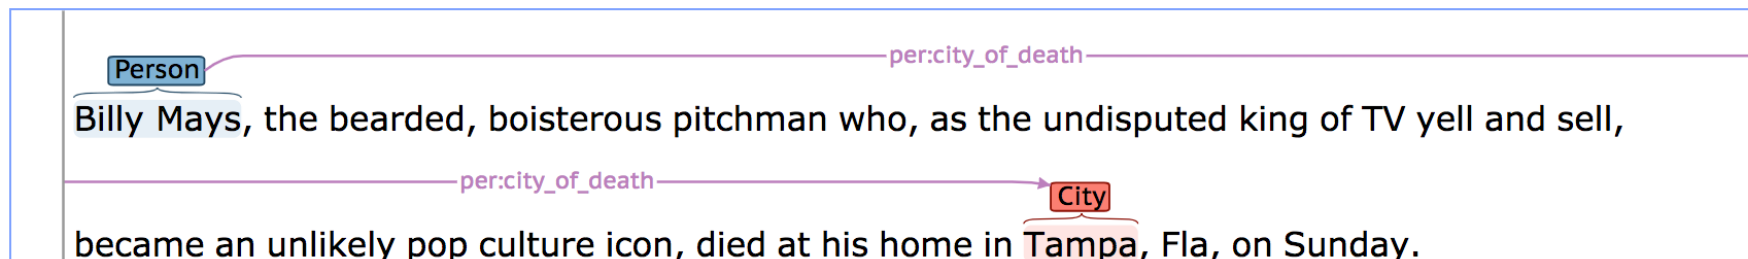 per:city_of_death
Person
Billy Mays, the bearded, boisterous pitchman who, as the undisputed king of TV yell and sell,
per:city_of_death
City
became an unlikely pop culture icon, died at his home in Tampa, Fla, on Sunday.